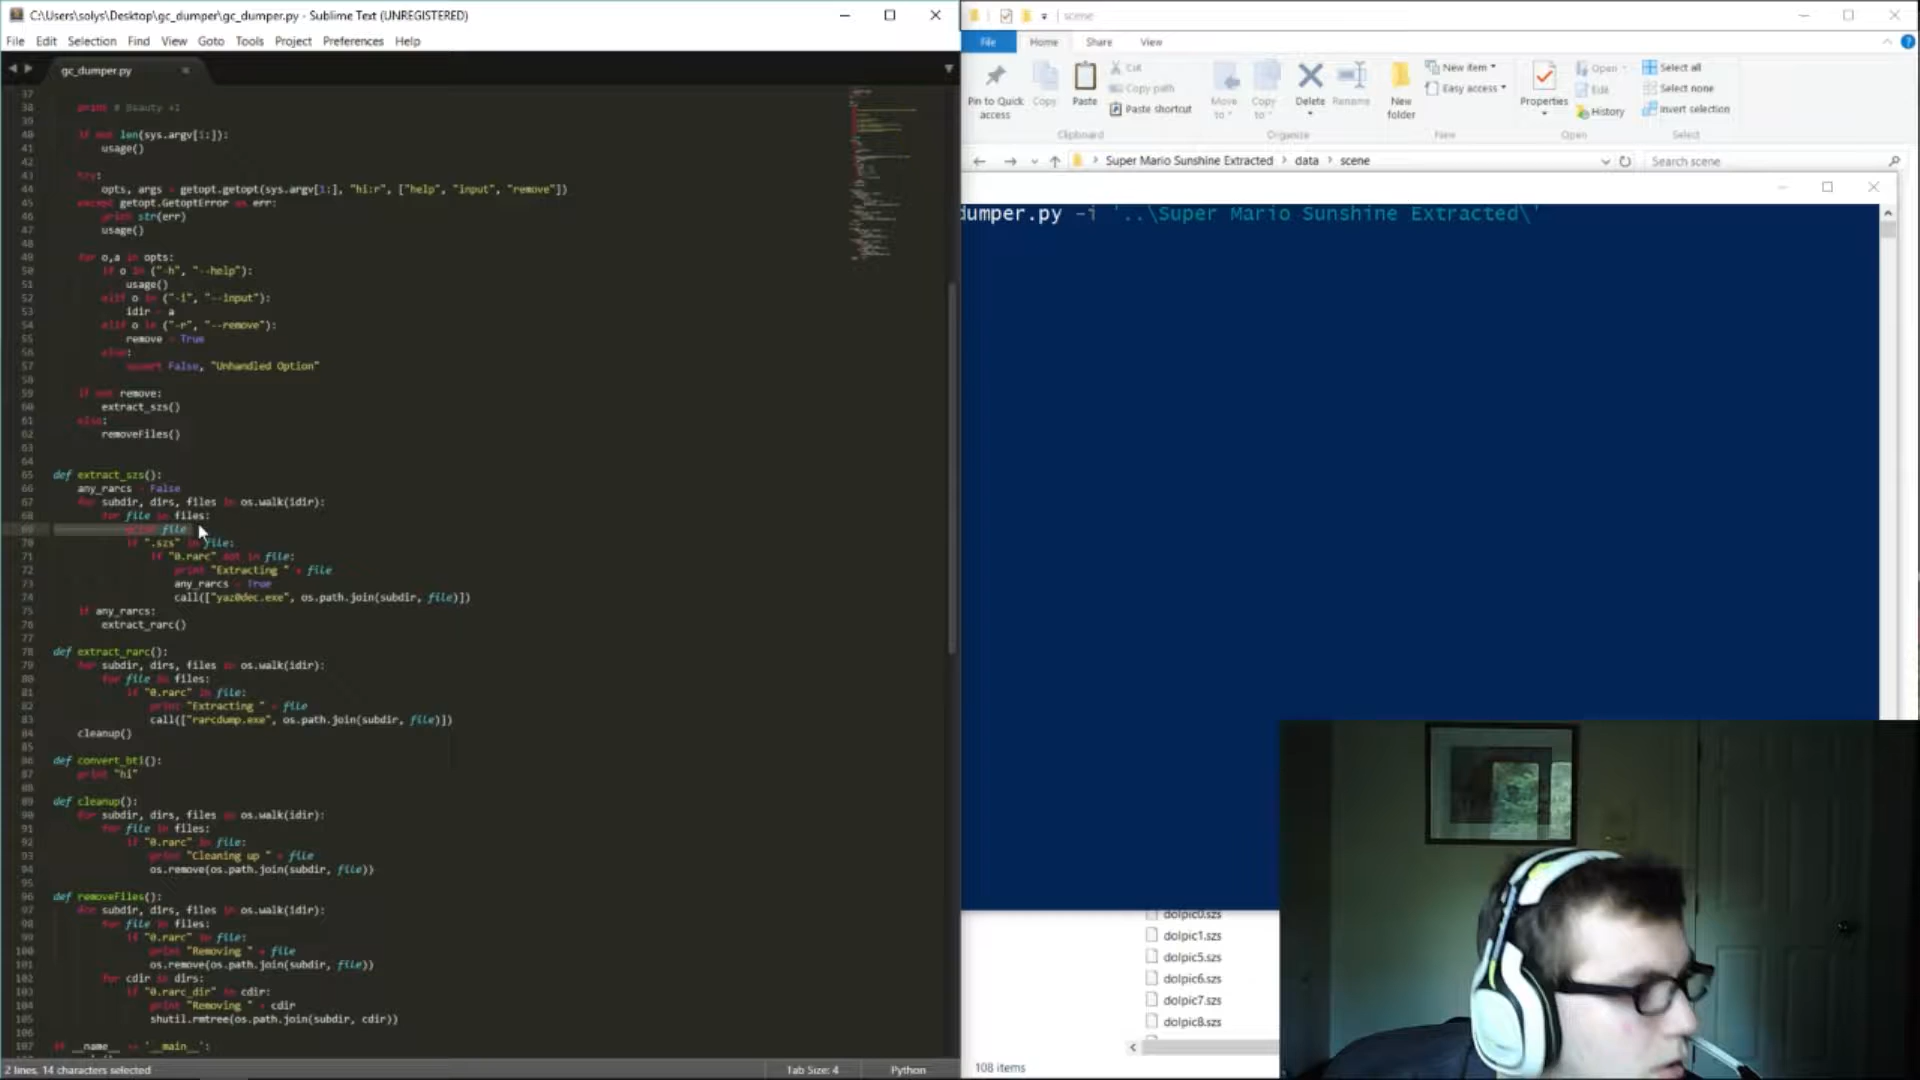 C:\Users\solys\Desktop\gc_dumper\gc_dumper.py - Sublime Text (UNREGISTERED)
File Edit Selection Find View Goto Tools Project Preferences Help
gc_dumper.py
37
38 print # Beauty +1
39
40 if not len(sys.argv[1:]):
41 usage()
42
43 try:
44 opts, args = getopt.getopt(sys.argv[1:], "hi:r", ["help", "input", "remove"])
45 except getopt.GetoptError as err:
46 print str(err)
47 usage()
48
49 for o,a in opts:
50 if o in ("-h", "--help"):
51 usage()
52 elif o in ("-i", "--input"):
53 idir = a
54 elif o in ("-r", "--remove"):
55 remove = True
56 else:
57 assert False, "Unhandled Option"
58
59 if not remove:
60 extract_szs()
61 else:
62 removeFiles()
63
64
65 def extract_szs():
66 any_rarcs = False
67 for subdir, dirs, files in os.walk(idir):
68 for file in files:
69 print file
70 if ".szs" in file:
71 if "0.rarc" not in file:
72 print "Extracting " + file
73 any_rarcs = True
74 call(["yaz0dec.exe", os.path.join(subdir, file)])
75 if any_rarcs:
76 extract_rarc()
77
78 def extract_rarc():
79 for subdir, dirs, files in os.walk(idir):
80 for file in files:
81 if "0.rarc" in file:
82 print "Extracting " + file
83 call(["rarcdump.exe", os.path.join(subdir, file)])
84 cleanup()
85
86 def convert_bti():
87 print "hi"
88
89 def cleanup():
90 for subdir, dirs, files in os.walk(idir):
91 for file in files:
92 if "0.rarc" in file:
93 print "Cleaning up " + file
94 os.remove(os.path.join(subdir, file))
95
96 def removeFiles():
97 for subdir, dirs, files in os.walk(idir):
98 for file in files:
99 if "0.rarc" in file:
100 print "Removing " + file
101 os.remove(os.path.join(subdir, file))
102 for cdir in dirs:
103 if "0.rarc_dir" in cdir:
104 print "Removing " + cdir
105 shutil.rmtree(os.path.join(subdir, cdir))
106
107 if __name__ == '__main__':
2 lines, 14 characters selected
Tab Size: 4
Python
scene
File Home Share View
Pin to Quick access
Copy
Paste
Cut
Copy path
Paste shortcut
Clipboard
Move to
Copy to
Delete
Rename
Organize
New folder
New item
Easy access
New
Properties
Open
Edit
History
Open
Select all
Select none
Invert selection
Select
Super Mario Sunshine Extracted > data > scene
Search scene
dumper.py -i '..\Super Mario Sunshine Extracted\'
dolpic0.szs
dolpic1.szs
dolpic5.szs
dolpic6.szs
dolpic7.szs
dolpic8.szs
108 items